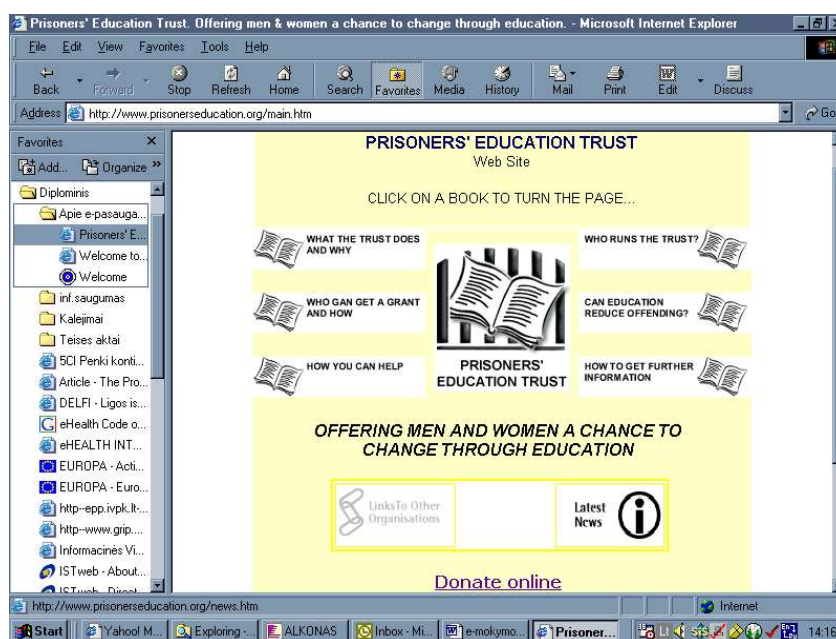 Prisoners' Education Trust. Offering men & women a chance to change through education. - Microsoft Internet Explorer
File Edit View Favorites Tools Help
Back Forward Stop Refresh Home Search Favorites Media History Mail Print Edit Discuss
Address http://www.prisonerseducation.org/main.htm Go
Favorites
Add... Organize
Diplominis
Apie e-pasauga...
Prisoners' E...
Welcome to...
Welcome
inf.saugumas
Kalejimai
Teises aktai
5CI Penki konti...
Article - The Pro...
DELFI - Ligos is...
eHealth Code o...
eHEALTH INT...
EUROPA - Acti...
EUROPA - Euro...
http--epp.ivpk.lt-...
http--www.grip....
Informacinės Vi...
ISTweb - About...
ISTweb - Direct...
PRISONERS' EDUCATION TRUST
Web Site
CLICK ON A BOOK TO TURN THE PAGE...
WHAT THE TRUST DOES
AND WHY
WHO RUNS THE TRUST?
WHO GAN GET A GRANT
AND HOW
CAN EDUCATION
REDUCE OFFENDING?
HOW YOU CAN HELP
PRISONERS'
EDUCATION TRUST
HOW TO GET FURTHER
INFORMATION
OFFERING MEN AND WOMEN A CHANCE TO
CHANGE THROUGH EDUCATION
LinksTo Other
Organisations
Latest
News
Donate online
http://www.prisonerseducation.org/news.htm Internet
Start Yahoo! M... Exploring -... ALKONAS Inbox - Mi... e-mokymo... Prisoner... Lt